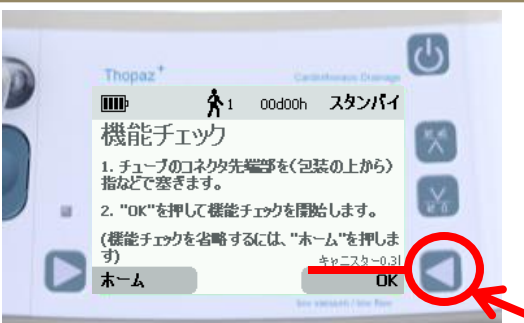 Thopaz+
Cardiothoracic Drainage
1 00d00h スタンバイ
機能チェック
1. チューブのコネクタ先端部を(包装の上から)
指などで塞ぎます。
2. "OK"を押して機能チェックを開始します。
(機能チェックを省略するには、"ホーム"を押しま
す)
キャニスター0.3l
ホーム OK